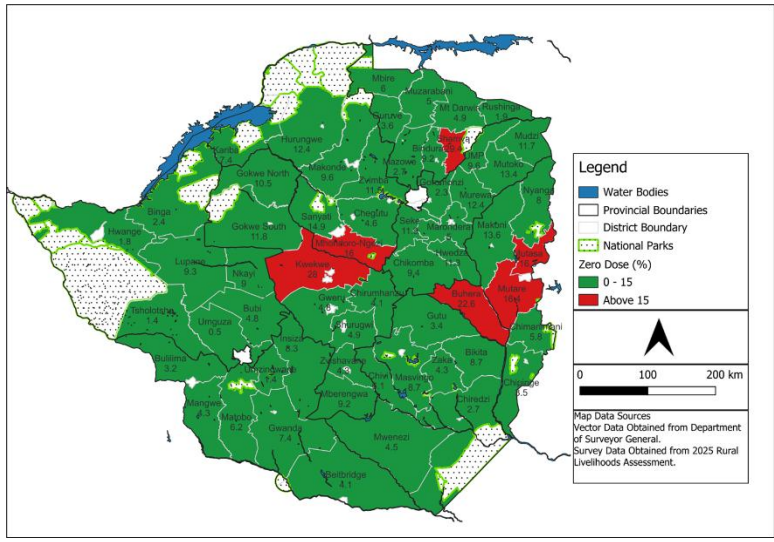 Mbire
6
Muzarabani
5
Mt Darwin
4.9
Rushinga
1.9
Guruve
3.6
Mudzi
11.7
Hurungwe
12.4
Bindura
Mazowe
UMP
9.6
Mutoko
13.4
Kariba
7.4
Makonde
9.6
Zvimba
Goromonzi
2.3
Murewa
12.4
Nyanga
8
Gokwe North
10.5
Binga
2.4
Sanyati
14.9
Chegutu
4.6
Seke
11.2
Marondera
Makoni
13.6
Hwange
1.8
Gokwe South
11.8
Mhondoro-Ngezi
16
Hwedza
Mutasa
Lupane
9.3
Kwekwe
28
Chikomba
9.4
Nkayi
9
Chirumhanzu
4.1
Buhera
22.6
Mutare
Tsholotsho
1.4
Bubi
4.8
Gweru
Gutu
3.4
Chimanimani
5.8
Umguza
0.5
Shurugwi
4.9
Insiza
8.3
Bulilima
3.2
Zvishavane
Zaka
4.3
Bikita
8.7
Umzingwane
1.4
Chivi
Masvingo
8.7
Chipinge
Mangwe
4.3
Mberengwa
9.2
Chiredzi
2.7
Matobo
6.2
Gwanda
7.4
Mwenezi
4.5
Beitbridge
4.1
Legend
Water Bodies
Provincial Boundaries
District Boundary
National Parks
Zero Dose (%)
0 - 15
Above 15
0 100 200 km
Map Data Sources
Vector Data Obtained from Department
of Surveyor General.
Survey Data Obtained from 2025 Rural
Livelihoods Assessment.